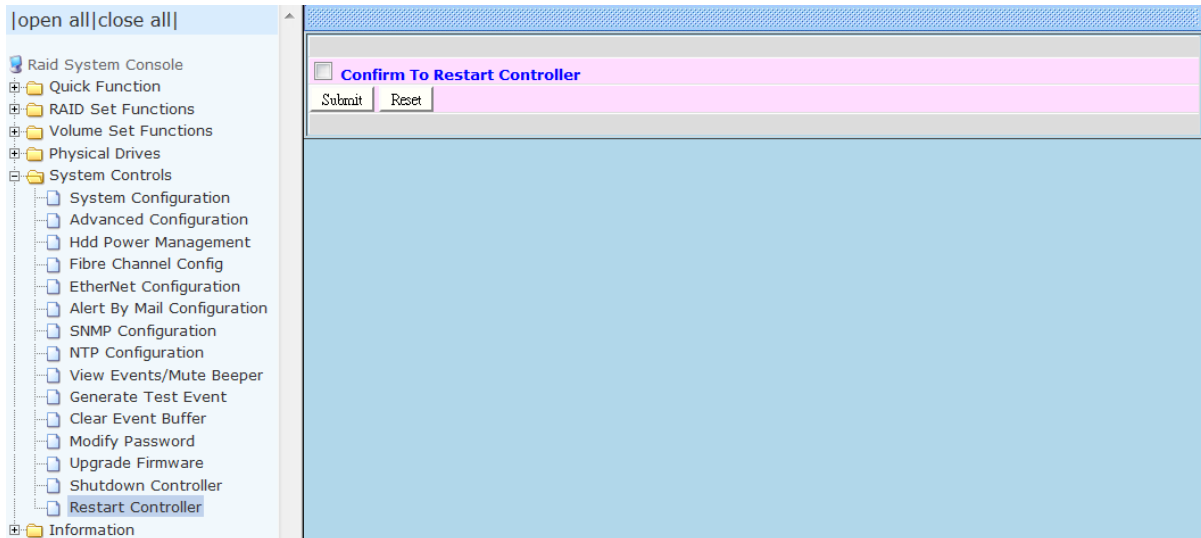 |open all|close all|
Raid System Console
Quick Function
RAID Set Functions
Volume Set Functions
Physical Drives
System Controls
System Configuration
Advanced Configuration
Hdd Power Management
Fibre Channel Config
EtherNet Configuration
Alert By Mail Configuration
SNMP Configuration
NTP Configuration
View Events/Mute Beeper
Generate Test Event
Clear Event Buffer
Modify Password
Upgrade Firmware
Shutdown Controller
Restart Controller
Information
Confirm To Restart Controller
Submit Reset